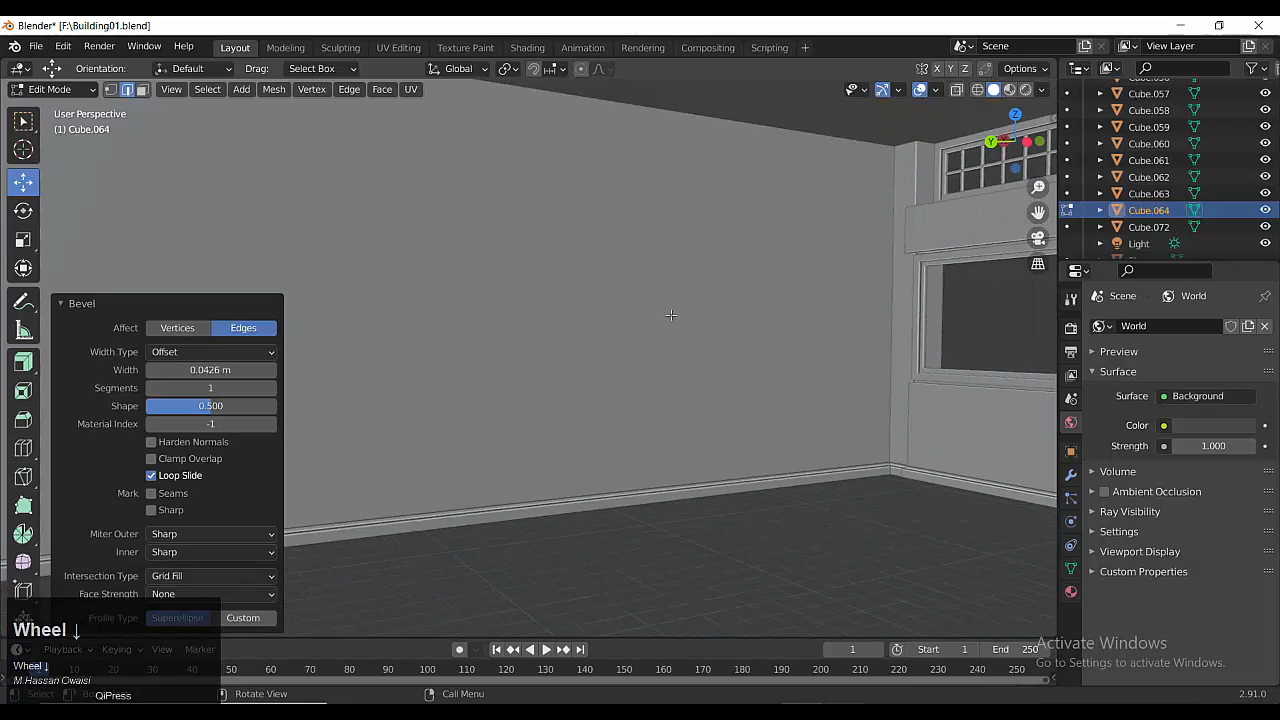 Blender* [F:\Building01.blend]
File Edit Render Window Help Layout Modeling Sculpting UV Editing Texture Paint Shading Animation Rendering Compositing Scripting + Scene View Layer
Orientation: Default Drag: Select Box Global X Y Z Options
Edit Mode View Select Add Mesh Vertex Edge Face UV
User Perspective
(1) Cube.064
Z
Y
Cube.057
Cube.058
Cube.059
Cube.060
Cube.061
Cube.062
Cube.063
Cube.064
Cube.072
Light
Scene World
World
Preview
Surface
Surface Background
Color
Strength 1.000
Volume
Ambient Occlusion
Ray Visibility
Settings
Viewport Display
Custom Properties
Bevel
Affect Vertices Edges
Width Type Offset
Width 0.0426 m
Segments 1
Shape 0.500
Material Index -1
Harden Normals
Clamp Overlap
Loop Slide
Mark Seams
Sharp
Miter Outer Sharp
Inner Sharp
Intersection Type Grid Fill
Face Strength None
Profile Type Superellipse Custom
Wheel ↓
Wheel ↓
M.Hassan Owaisi
QiPress
Playback Keying View Marker 1 Start 1 End 250
10 20 30 40 50 60 70 80 90 100 110 120 130 140 150 160 170 180 190 200 210 220 230 240 250
Select Rotate View Call Menu 2.91.0
Activate Windows
Go to Settings to activate Windows.